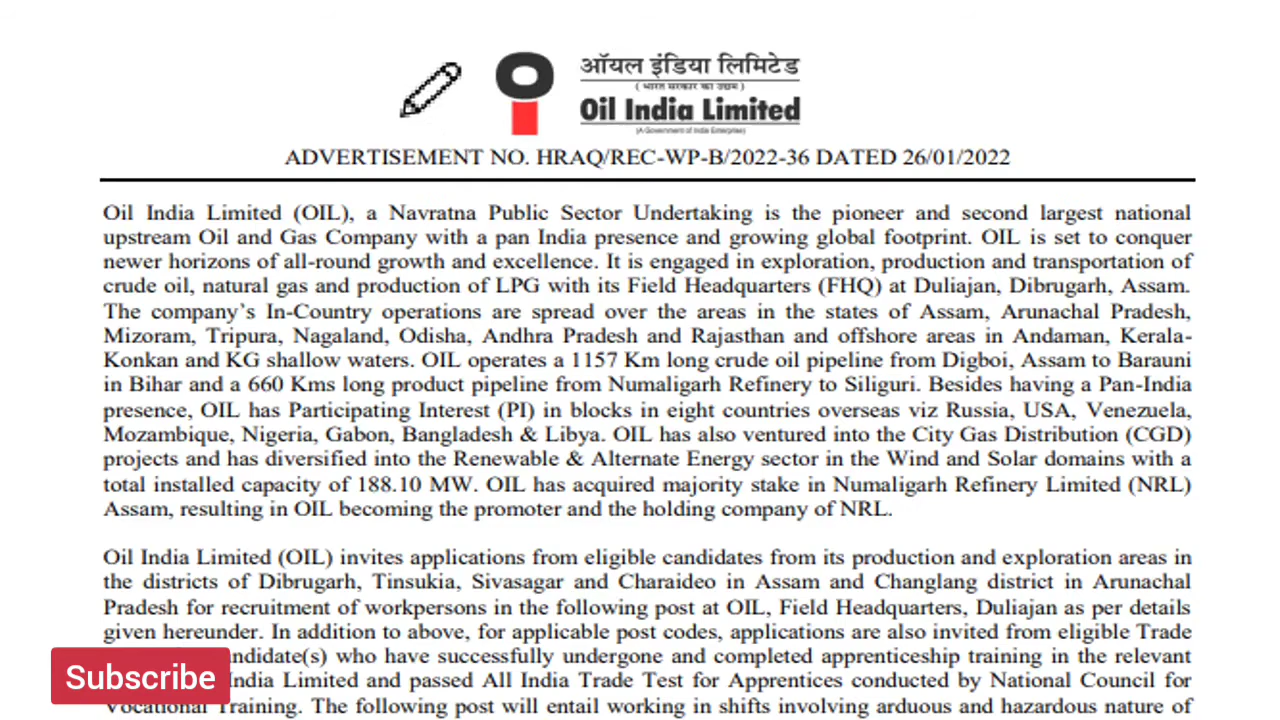 ऑयल इंडिया लिमिटेड
( भारत सरकार का उद्यम )
Oil India Limited
(A Government of India Enterprise)
ADVERTISEMENT NO. HRAQ/REC-WP-B/2022-36 DATED 26/01/2022
Oil India Limited (OIL), a Navratna Public Sector Undertaking is the pioneer and second largest national
upstream Oil and Gas Company with a pan India presence and growing global footprint. OIL is set to conquer
newer horizons of all-round growth and excellence. It is engaged in exploration, production and transportation of
crude oil, natural gas and production of LPG with its Field Headquarters (FHQ) at Duliajan, Dibrugarh, Assam.
The company's In-Country operations are spread over the areas in the states of Assam, Arunachal Pradesh,
Mizoram, Tripura, Nagaland, Odisha, Andhra Pradesh and Rajasthan and offshore areas in Andaman, Kerala-
Konkan and KG shallow waters. OIL operates a 1157 Km long crude oil pipeline from Digboi, Assam to Barauni
in Bihar and a 660 Kms long product pipeline from Numaligarh Refinery to Siliguri. Besides having a Pan-India
presence, OIL has Participating Interest (PI) in blocks in eight countries overseas viz Russia, USA, Venezuela,
Mozambique, Nigeria, Gabon, Bangladesh & Libya. OIL has also ventured into the City Gas Distribution (CGD)
projects and has diversified into the Renewable & Alternate Energy sector in the Wind and Solar domains with a
total installed capacity of 188.10 MW. OIL has acquired majority stake in Numaligarh Refinery Limited (NRL)
Assam, resulting in OIL becoming the promoter and the holding company of NRL.
Oil India Limited (OIL) invites applications from eligible candidates from its production and exploration areas in
the districts of Dibrugarh, Tinsukia, Sivasagar and Charaideo in Assam and Changlang district in Arunachal
Pradesh for recruitment of workpersons in the following post at OIL, Field Headquarters, Duliajan as per details
given hereunder. In addition to above, for applicable post codes, applications are also invited from eligible Trade
ndidate(s) who have successfully undergone and completed apprenticeship training in the relevant
Subscribe
ndia Limited and passed All India Trade Test for Apprentices conducted by National Council for
Vocational Training. The following post will entail working in shifts involving arduous and hazardous nature of